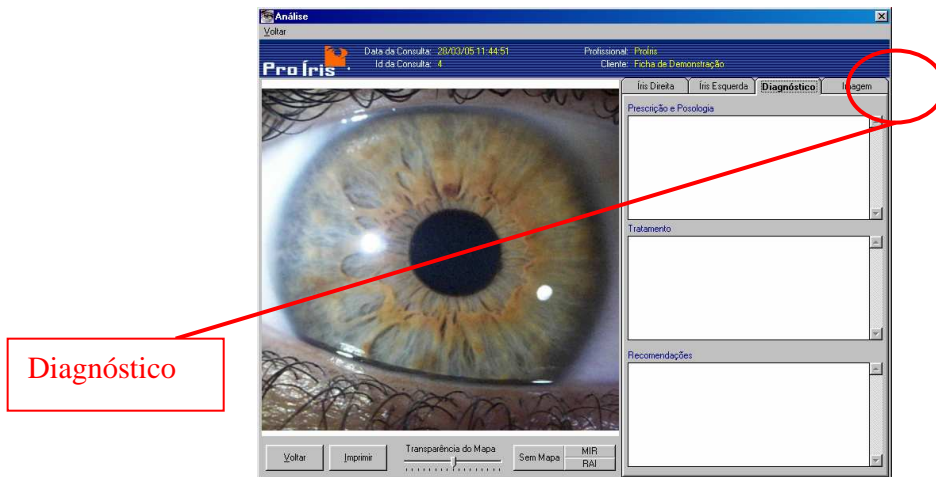 Análise
Voltar
Pro Íris
Data da Consulta: 28/03/05 11:44:51
Profissional: ProIris
Id da Consulta: 4
Cliente: Ficha de Demonstração
Íris Direita
Íris Esquerda
Diagnóstico
Imagem
Prescrição e Posologia
Tratamento
Recomendações
Diagnóstico
Voltar
Imprimir
Transparência do Mapa
Sem Mapa
MIR
RAI